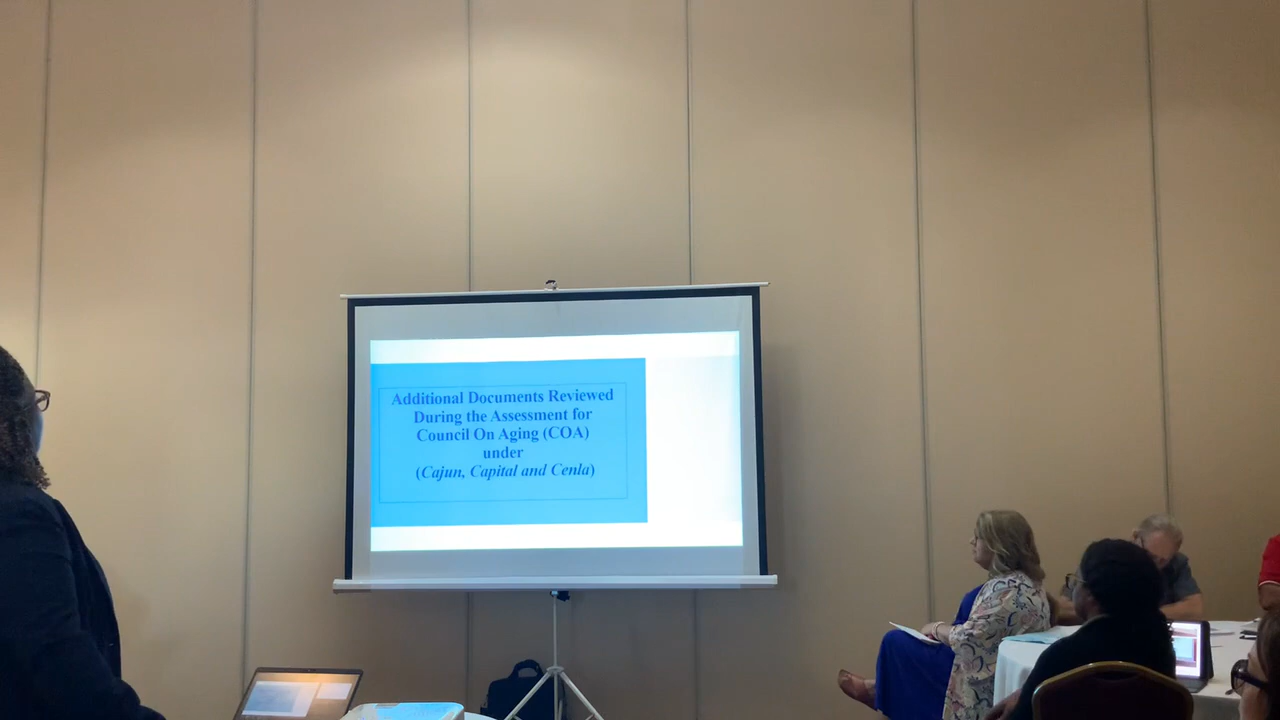 Additional Documents Reviewed
During the Assessment for
Council On Aging (COA)
under
(Cajun, Capital and Cenla)